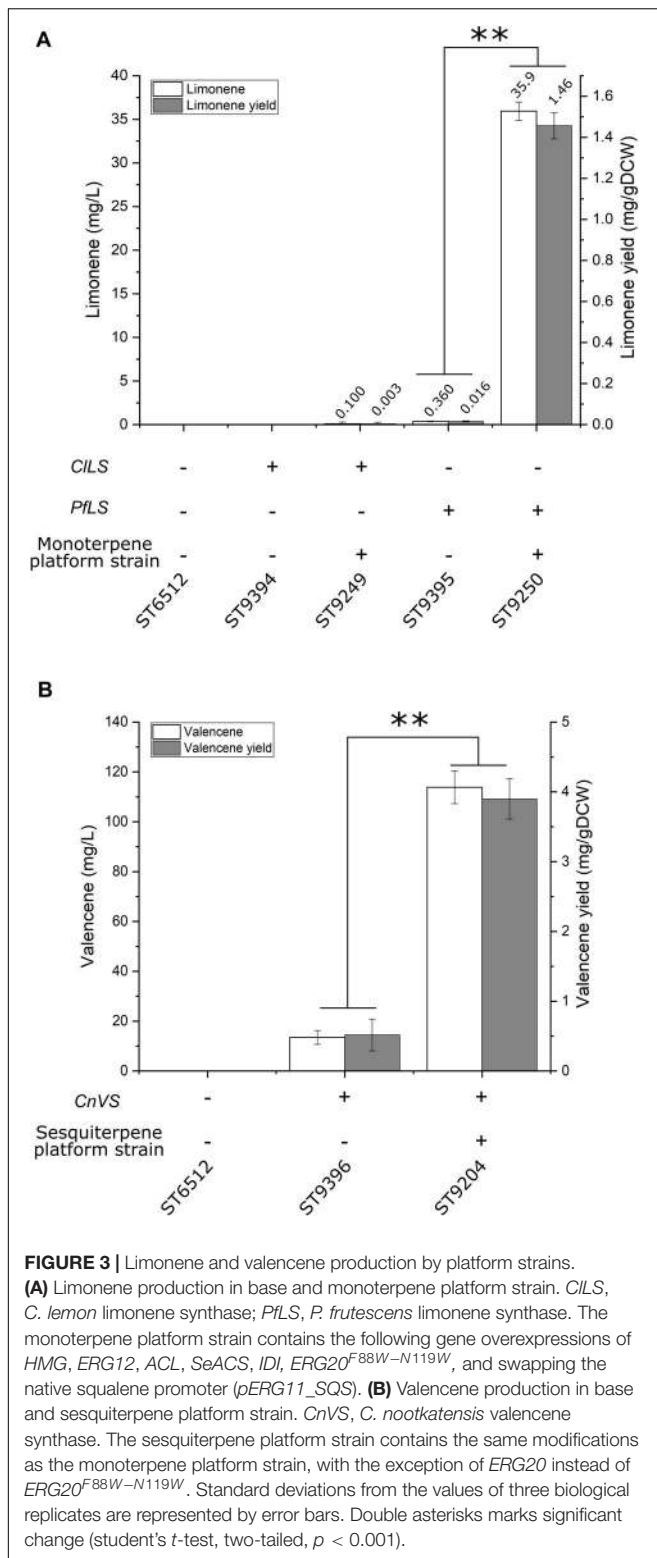 A
**
40
35
30
25
20
15
10
5
0
Limonene (mg/L)
Limonene
Limonene yield
0.100
0.003
0.360
0.016
35.9
1.46
1.6
1.4
1.2
1.0
0.8
0.6
0.4
0.2
0.0
Limonene yield (mg/gDCW)
ClLS - + + - -
PfLS - - - + +
Monoterpene
platform strain - - + - +
ST6512 ST9394 ST9249 ST9395 ST9250
B
**
140
120
100
80
60
40
20
0
Valencene (mg/L)
Valencene
Valencene yield
5
4
3
2
1
0
Valencene yield (mg/gDCW)
CnVS - + +
Sesquiterpene
platform strain - - +
ST6512 ST9396 ST9204
FIGURE 3 | Limonene and valencene production by platform strains.
(A) Limonene production in base and monoterpene platform strain. ClLS,
C. lemon limonene synthase; PfLS, P. frutescens limonene synthase. The
monoterpene platform strain contains the following gene overexpressions of
HMG, ERG12, ACL, SeACS, IDI, ERG20F88W−N119W, and swapping the
native squalene promoter (pERG11_SQS). (B) Valencene production in base
and sesquiterpene platform strain. CnVS, C. nootkatensis valencene
synthase. The sesquiterpene platform strain contains the same modifications
as the monoterpene platform strain, with the exception of ERG20 instead of
ERG20F88W−N119W. Standard deviations from the values of three biological
replicates are represented by error bars. Double asterisks marks significant
change (student's t-test, two-tailed, p < 0.001).